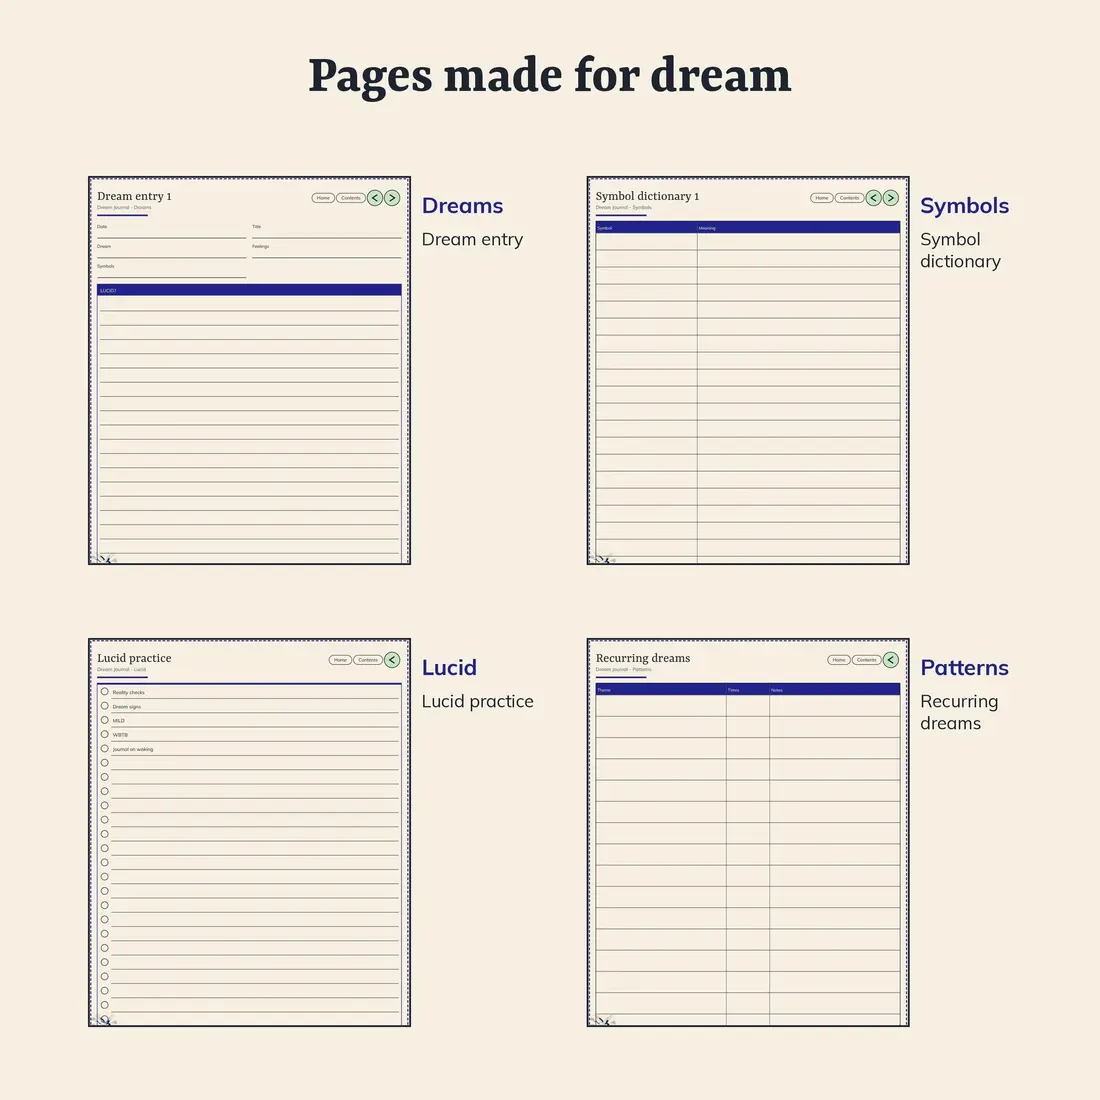 Pages made for dream
Dream entry 1
Home
Contents
<
>
Dream Journal · Dreams
Date
Title
Dream
Feelings
Symbols
LUCID?
Dreams
Dream entry
Symbol dictionary 1
Home
Contents
<
>
Dream Journal · Symbols
Symbol
Meaning
Symbols
Symbol
dictionary
Lucid practice
Home
Contents
<
Dream Journal · Lucid
Reality checks
Dream signs
MILD
WBTB
Journal on waking
Lucid
Lucid practice
Recurring dreams
Home
Contents
<
Dream Journal · Patterns
Theme
Times
Notes
Patterns
Recurring
dreams